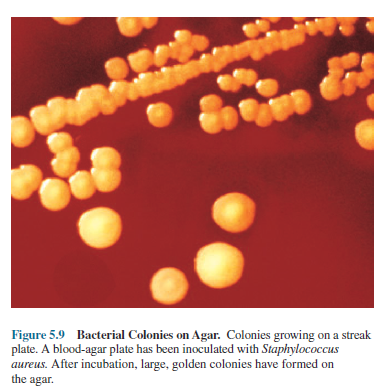 Figure 5.9 Bacterial Colonies on Agar. Colonies growing on a streak
plate. A blood-agar plate has been inoculated with Staphylococcus
aureus. After incubation, large, golden colonies have formed on
the agar.